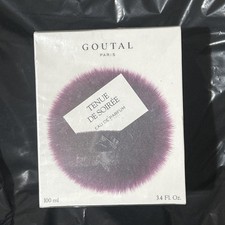 GOUTAL
PARIS
TENUE
DE SOIRÉE
EAU DE PARFUM
100 ml
3.4 Fl. Oz.